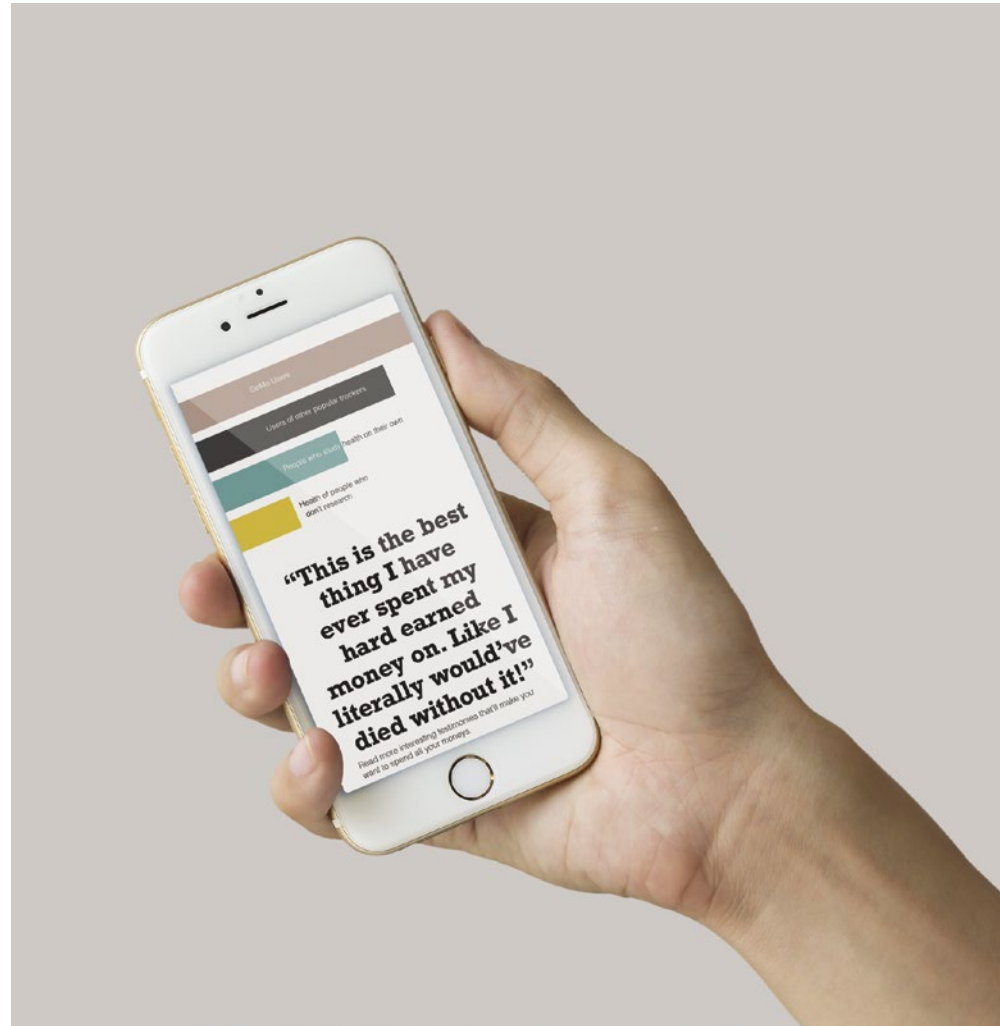 GoMo Users
Users of other popular trackers
People who study health on their own
Health of people who
don't research
“This is the best
thing I have
ever spent my
hard earned
money on. Like I
literally would’ve
died without it!”
Read more interesting testimonies that'll make you
want to spend all your moneys.